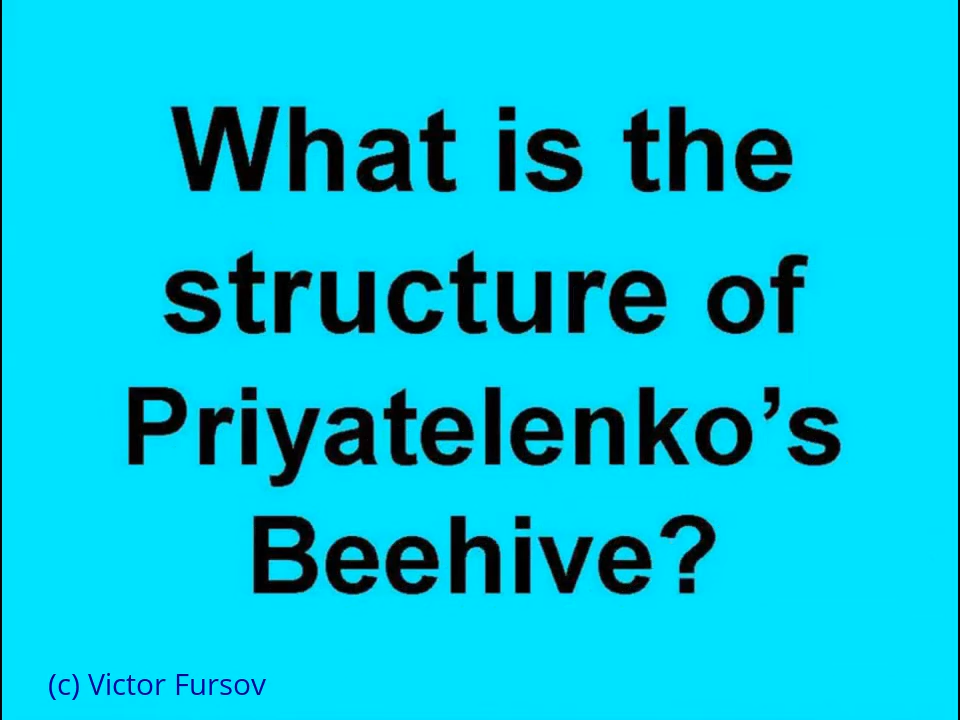 What is the
structure of
Priyatelenko’s
Beehive?
(c) Victor Fursov